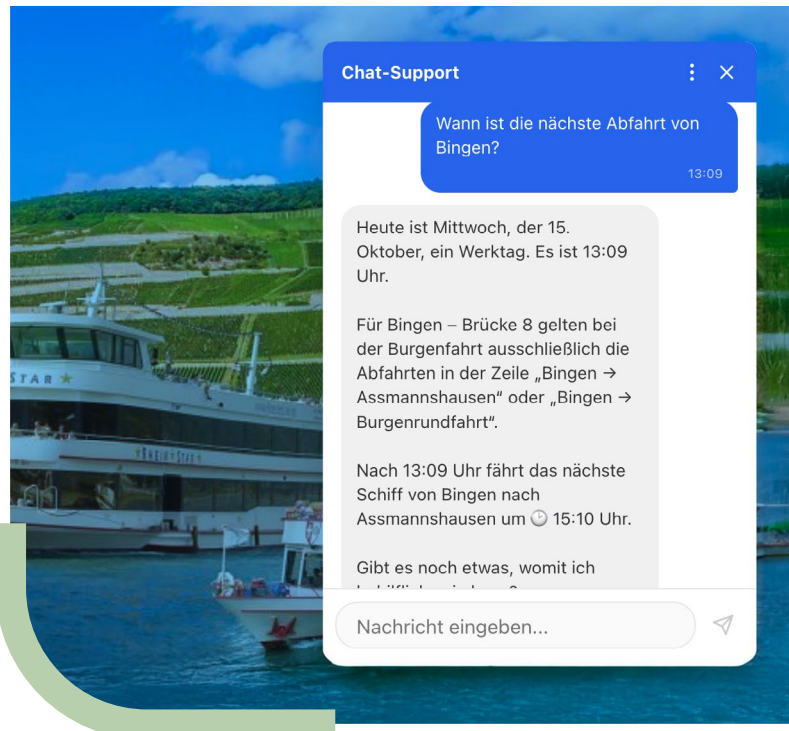 Chat-Support
Wann ist die nächste Abfahrt von
Bingen?
13:09
Heute ist Mittwoch, der 15.
Oktober, ein Werktag. Es ist 13:09
Uhr.
Für Bingen – Brücke 8 gelten bei
der Burgenfahrt ausschließlich die
Abfahrten in der Zeile „Bingen →
Assmannshausen“ oder „Bingen →
Burgenrundfahrt“.
Nach 13:09 Uhr fährt das nächste
Schiff von Bingen nach
Assmannshausen um 🕑 15:10 Uhr.
Gibt es noch etwas, womit ich
Nachricht eingeben...
STAR
RHEIN STAR